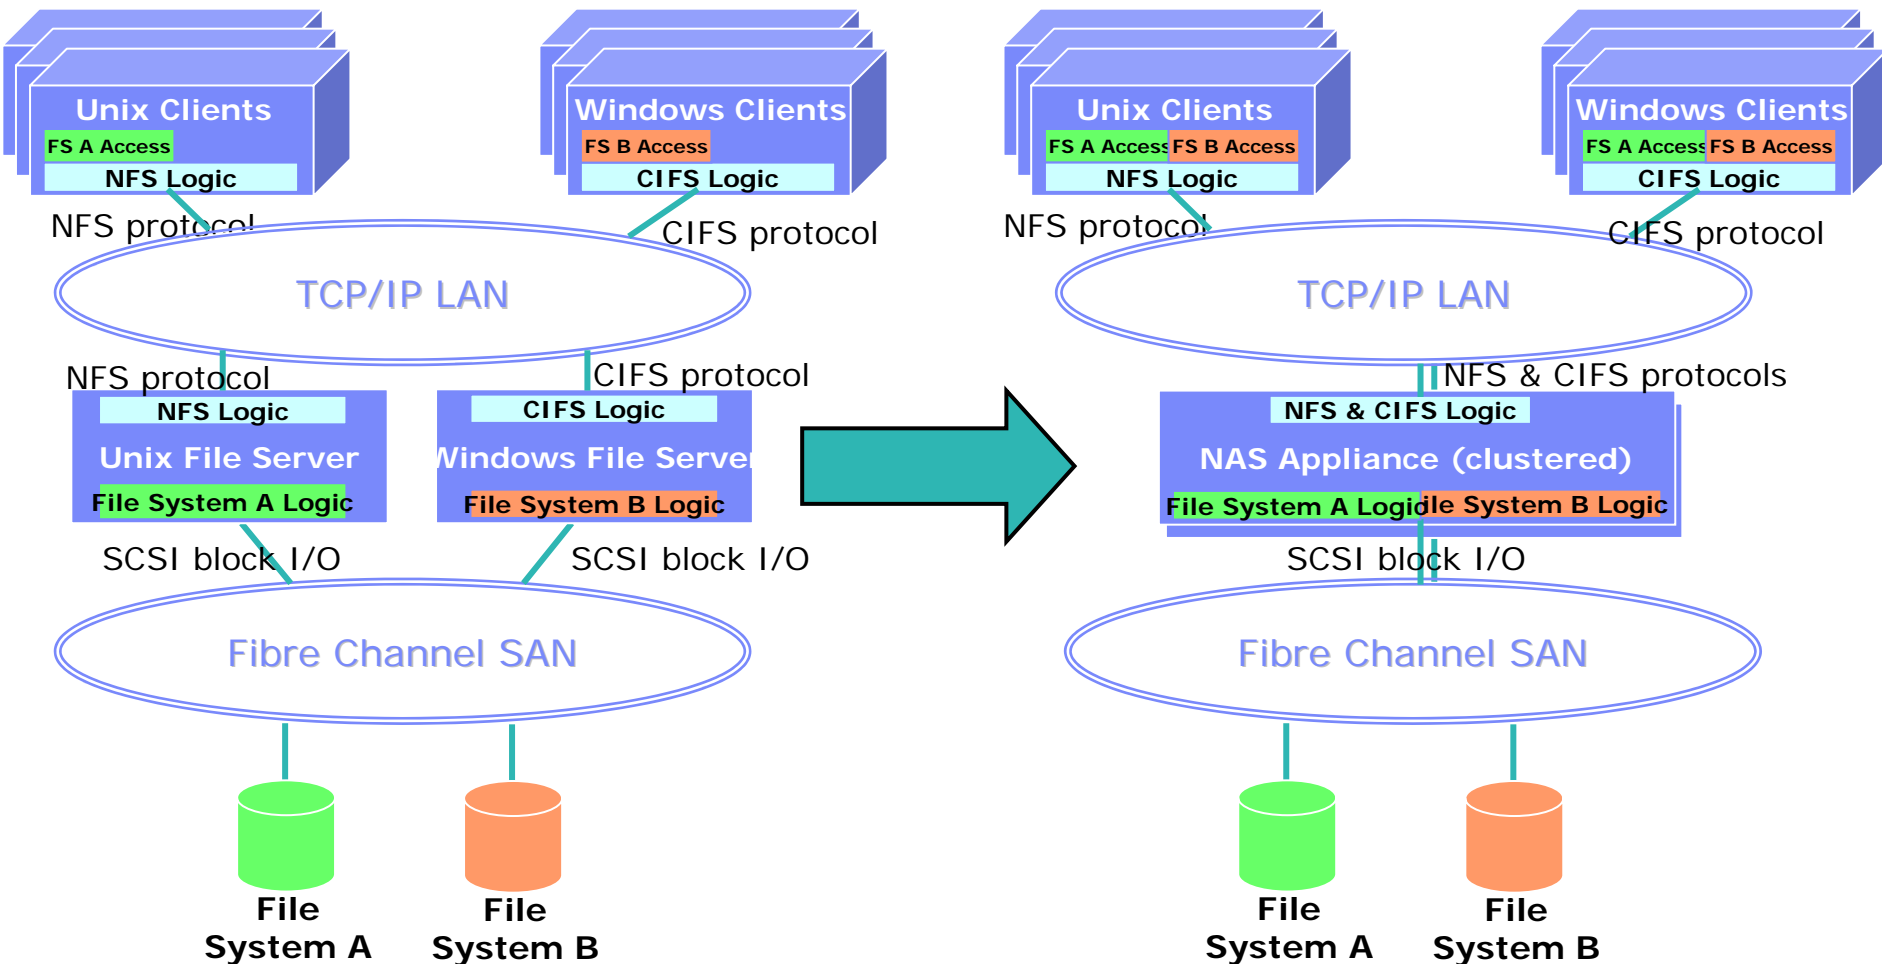 Unix Clients
FS A Access
NFS Logic
Windows Clients
FS B Access
CIFS Logic
NFS protocol
CIFS protocol
TCP/IP LAN
NFS protocol
CIFS protocol
NFS Logic
Unix File Server
File System A Logic
CIFS Logic
Windows File Server
File System B Logic
SCSI block I/O
SCSI block I/O
Fibre Channel SAN
File
System A
File
System B
Unix Clients
FS A Access FS B Access
NFS Logic
Windows Clients
FS A Access FS B Access
CIFS Logic
NFS protocol
CIFS protocol
TCP/IP LAN
NFS & CIFS protocols
NFS & CIFS Logic
NAS Appliance (clustered)
File System A Logic File System B Logic
SCSI block I/O
Fibre Channel SAN
File
System A
File
System B